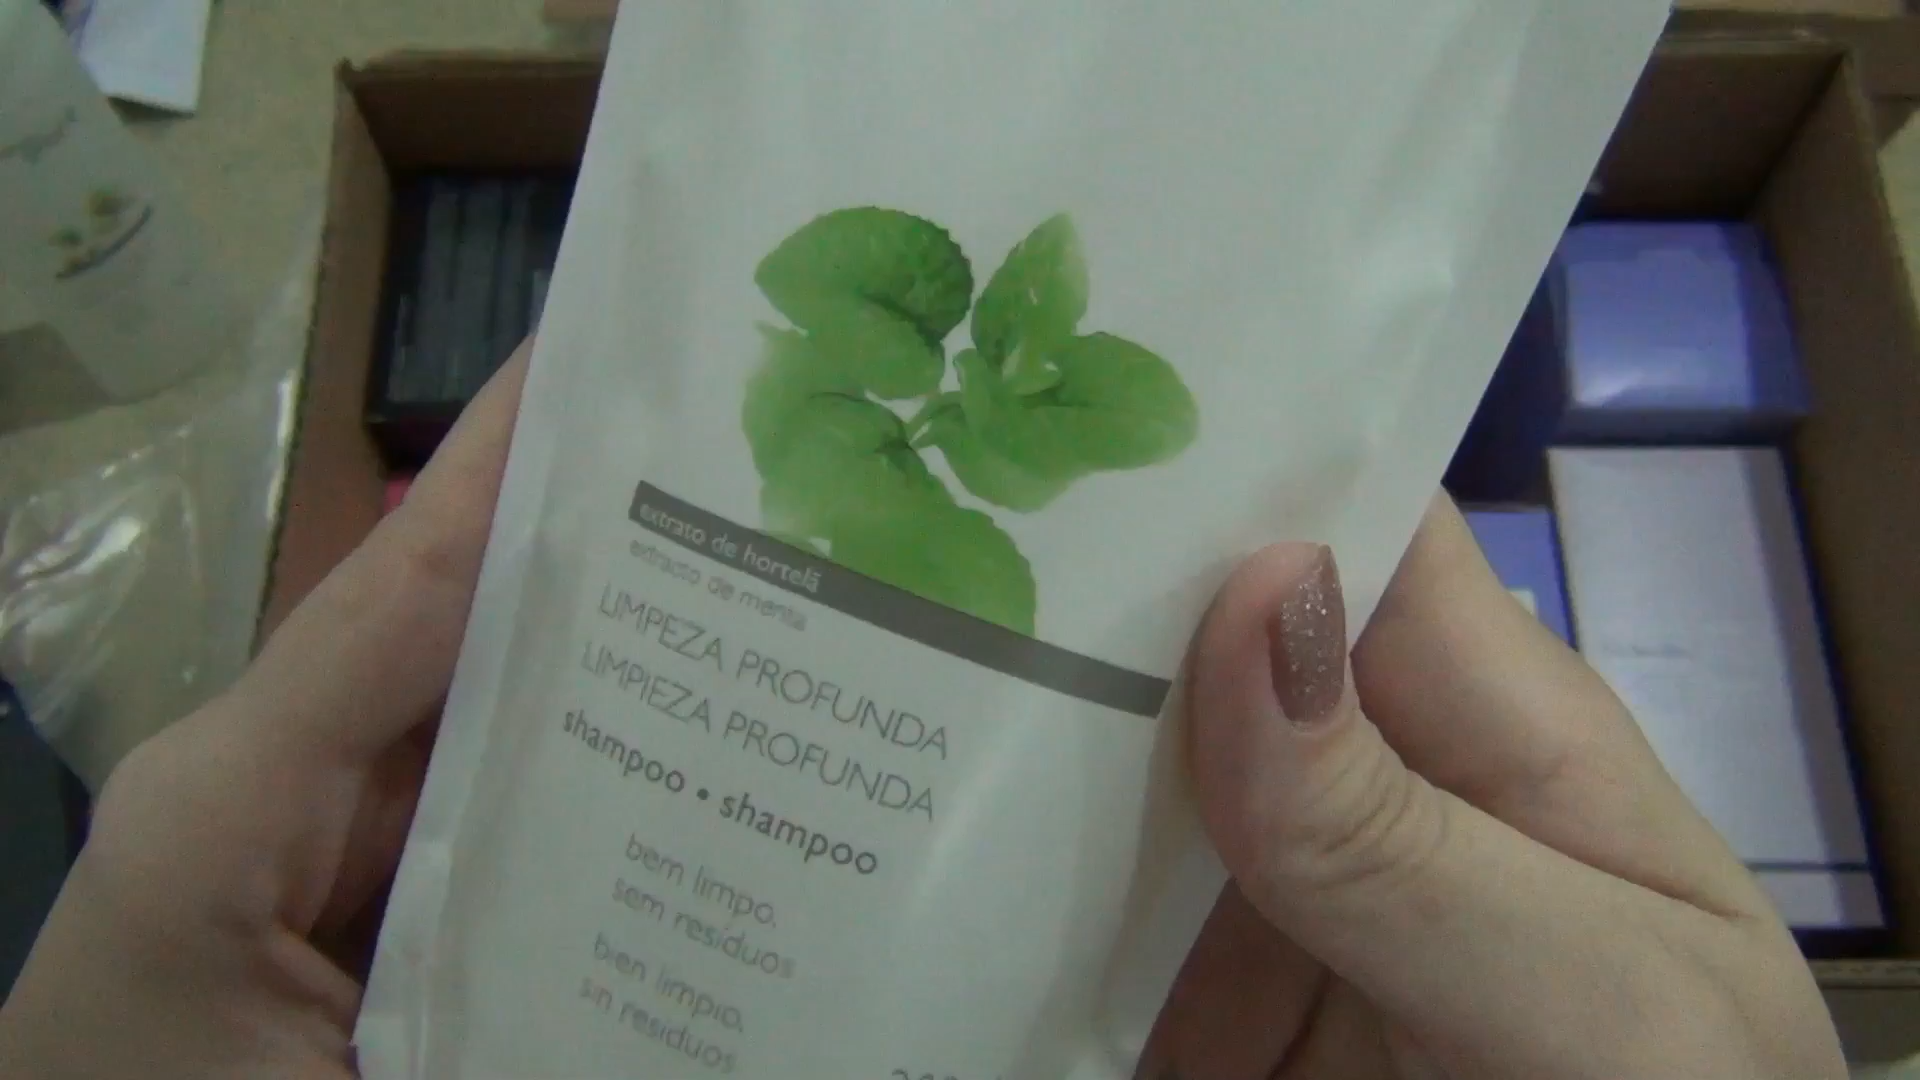 extrato de hortelã
extracto de menta
LIMPEZA PROFUNDA
LIMPIEZA PROFUNDA
shampoo • shampoo
bem limpo,
sem resíduos
bien limpio,
sin residuos